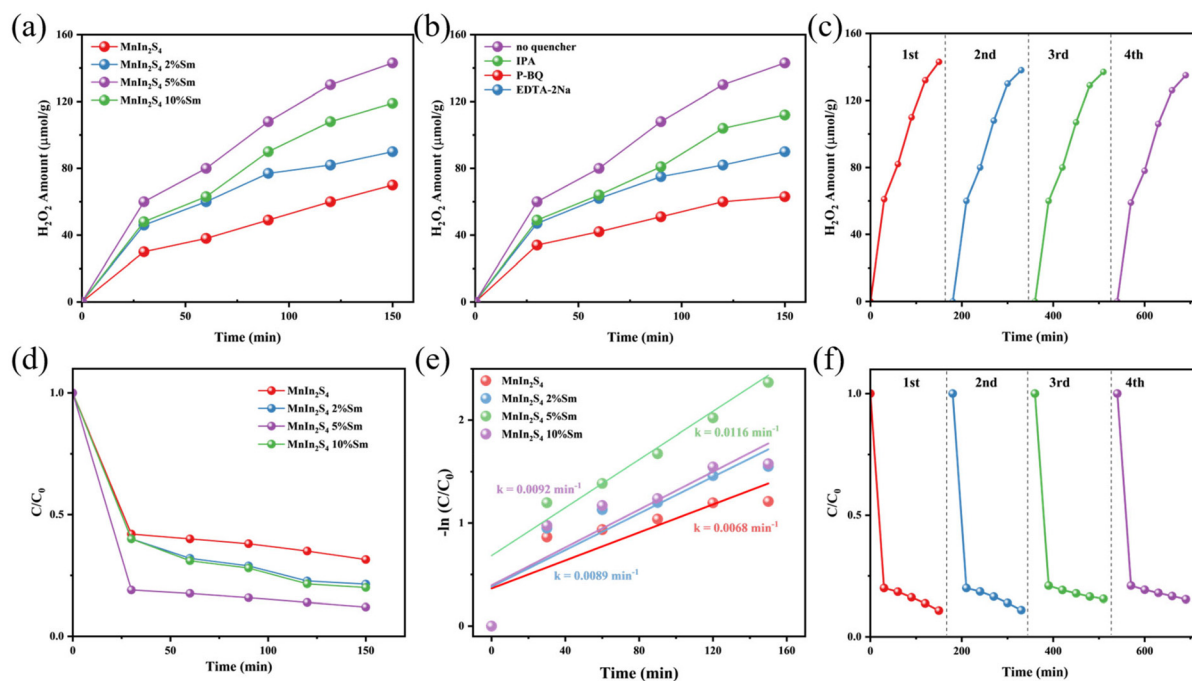 (a)
MnIn₂S₄
MnIn₂S₄ 2%Sm
MnIn₂S₄ 5%Sm
MnIn₂S₄ 10%Sm
H₂O₂ Amount (μmol/g)
160
120
80
40
0
0 50 100 150
Time (min)
(b)
no quencher
IPA
P-BQ
EDTA-2Na
H₂O₂ Amount (μmol/g)
160
120
80
40
0
0 50 100 150
Time (min)
(c)
1st 2nd 3rd 4th
H₂O₂ Amount (μmol/g)
160
120
80
40
0
0 200 400 600
Time (min)
(d)
MnIn₂S₄
MnIn₂S₄ 2%Sm
MnIn₂S₄ 5%Sm
MnIn₂S₄ 10%Sm
C/C₀
1.0
0.5
0.0
0 50 100 150
Time (min)
(e)
MnIn₂S₄
MnIn₂S₄ 2%Sm
MnIn₂S₄ 5%Sm
MnIn₂S₄ 10%Sm
k = 0.0116 min⁻¹
k = 0.0092 min⁻¹
k = 0.0068 min⁻¹
k = 0.0089 min⁻¹
-ln (C/C₀)
2
1
0
0 40 80 120 160
Time (min)
(f)
1st 2nd 3rd 4th
C/C₀
1.0
0.5
0.0
0 200 400 600
Time (min)